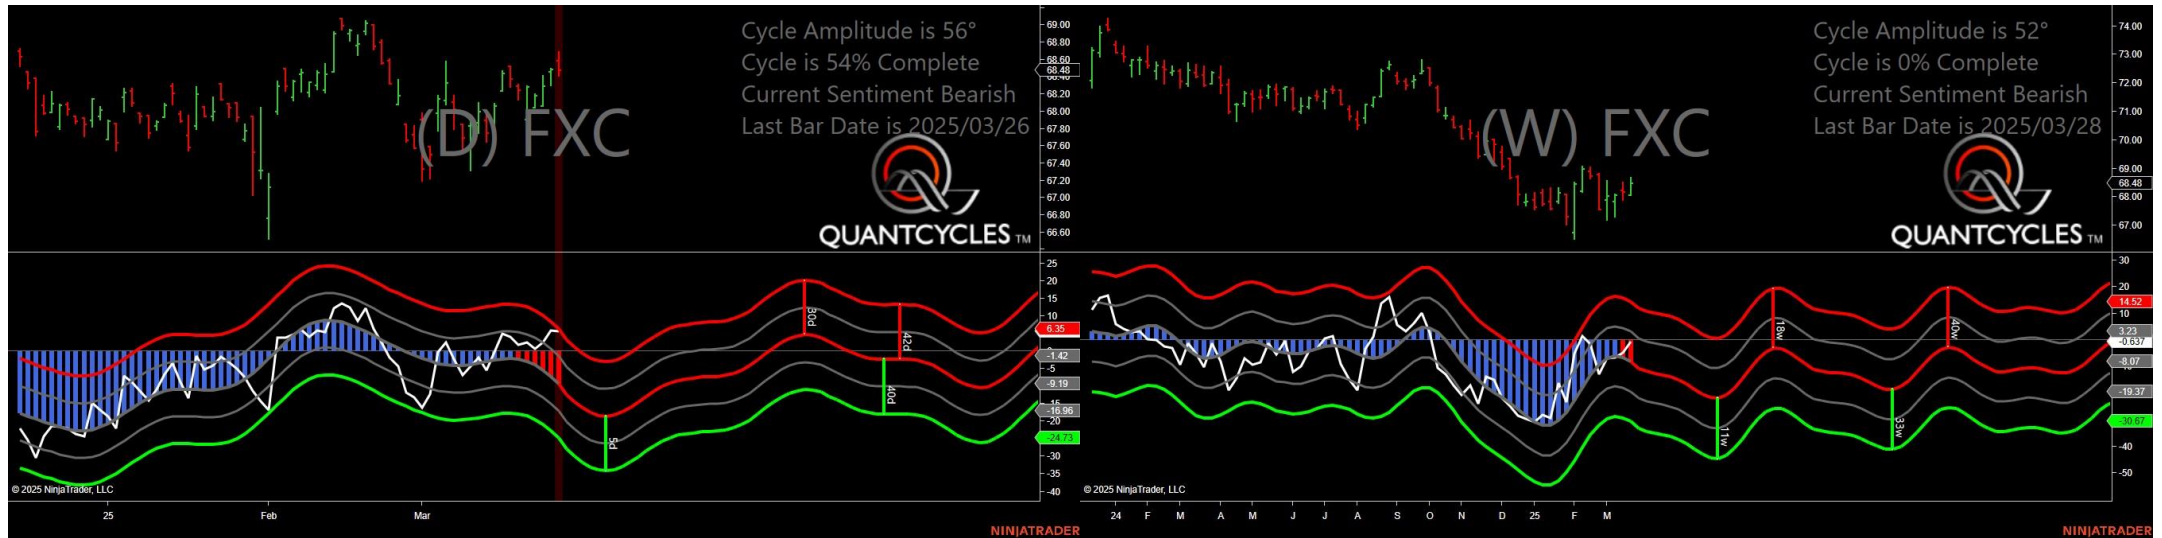 Cycle Amplitude is 56°
Cycle is 54% Complete
Current Sentiment Bearish
Last Bar Date is 2025/03/26
(D) FXC
QUANTCYCLES TM
69.00
68.80
68.60
68.48
68.20
68.00
67.80
67.60
67.40
67.20
67.00
66.80
66.60
25
20
15
10
6.35
-1.42
-5
-9.19
-15
-16.96
-20
-24.73
-30
-35
-40
30d
42d
40d
5d
© 2025 NinjaTrader, LLC
25 Feb Mar
NINJATRADER
Cycle Amplitude is 52°
Cycle is 0% Complete
Current Sentiment Bearish
Last Bar Date is 2025/03/28
(W) FXC
QUANTCYCLES TM
74.00
73.00
72.00
71.00
70.00
69.00
68.48
68.00
67.00
30
20
14.52
10
3.23
-0.637
-8.07
-19.37
-30.67
-40
-50
18w
40w
11w
33w
© 2025 NinjaTrader, LLC
24 F M A M J J A S O N D 25 F M
NINJATRADER